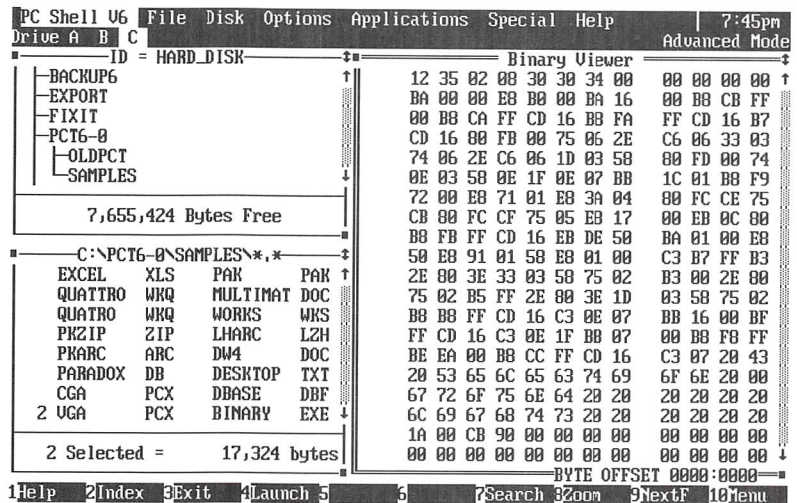 PC Shell V6 File Disk Options Applications Special Help | 7:45pm
Drive A B C Advanced Mode
ID = HARD_DISK
BACKUP6
EXPORT
FIXIT
PCT6-0
OLDPCT
SAMPLES
7,655,424 Bytes Free
C:\PCT6-0\SAMPLES\*.*
EXCEL XLS PAK PAK
QUATTRO WKQ MULTIMAT DOC
QUATRO WKQ WORKS WKS
PKZIP ZIP LHARC LZH
PKARC ARC DW4 DOC
PARADOX DB DESKTOP TXT
CGA PCX DBASE DBF
2 VGA PCX BINARY EXE
2 Selected = 17,324 bytes
Binary Viewer
12 35 02 08 30 30 34 00 00 00 00 00
BA 00 00 E8 B0 00 BA 16 00 B8 CB FF
00 B8 CA FF CD 16 B8 FA FF CD 16 B7
CD 16 80 FB 00 75 06 2E C6 06 33 03
74 06 2E C6 06 1D 03 58 80 FD 00 74
0E 03 58 0E 1F 0E 07 BB 1C 01 B8 F9
72 00 E8 71 01 E8 3A 04 80 FC CE 75
CB 80 FC CF 75 05 EB 17 00 EB 0C 80
B8 FB FF CD 16 EB DE 50 BA 01 00 E8
50 E8 91 01 58 E8 01 00 C3 B7 FF B3
2E 80 3E 33 03 58 75 02 B3 00 2E 80
75 02 B5 FF 2E 80 3E 1D 03 58 75 02
B8 B8 FF CD 16 C3 0E 07 BB 16 00 BF
FF CD 16 C3 0E 1F BB 07 00 B8 F8 FF
BE EA 00 B8 CC FF CD 16 C3 07 20 43
20 53 65 6C 65 63 74 69 6F 6E 20 00
67 72 6F 75 6E 64 20 20 20 20 20 20
6C 69 67 68 74 73 20 20 20 20 20 20
1A 00 CB 90 00 00 00 00 00 00 00 00
00 00 00 00 00 00 00 00 00 00 00 00
BYTE OFFSET 0000:0000
1Help 2Index 3Exit 4Launch 5 6 7Search 8Zoom 9NextF 10Menu